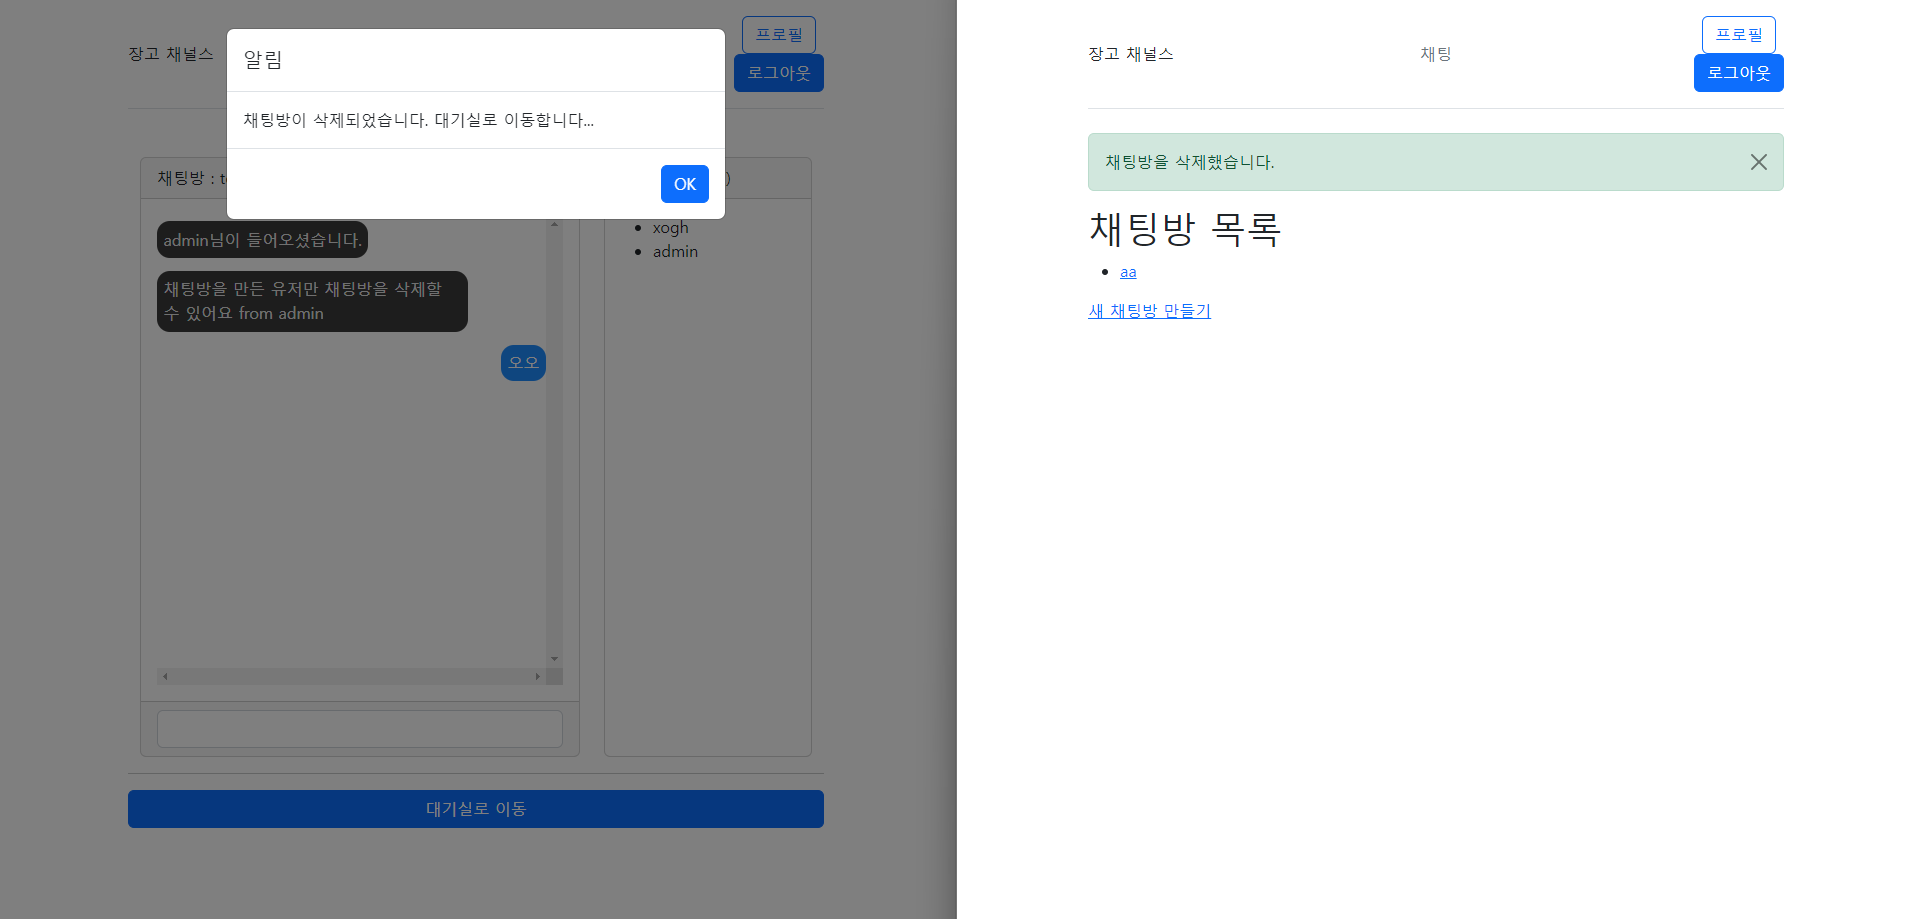 장고 채널스
프로필
로그아웃
알림
채팅방이 삭제되었습니다. 대기실로 이동합니다...
OK
채팅방 :
admin님이 들어오셨습니다.
채팅방을 만든 유저만 채팅방을 삭제할
수 있어요 from admin
오오
xogh
admin
대기실로 이동
장고 채널스
채팅
프로필
로그아웃
채팅방을 삭제했습니다.
채팅방 목록
aa
새 채팅방 만들기